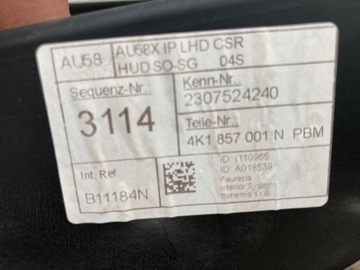 AU58 AU58X IP LHD CSR
HUD SO-SG 04S
Sequenz-Nr.: Kenn-Nr.:
3114 2307524240
Teile-Nr.:
4K1 857 001 N PBM
Int. Ref. ID: I110965
B11184N ID: A018539
Faurecia
Interior System
Bohemia s.r.o.